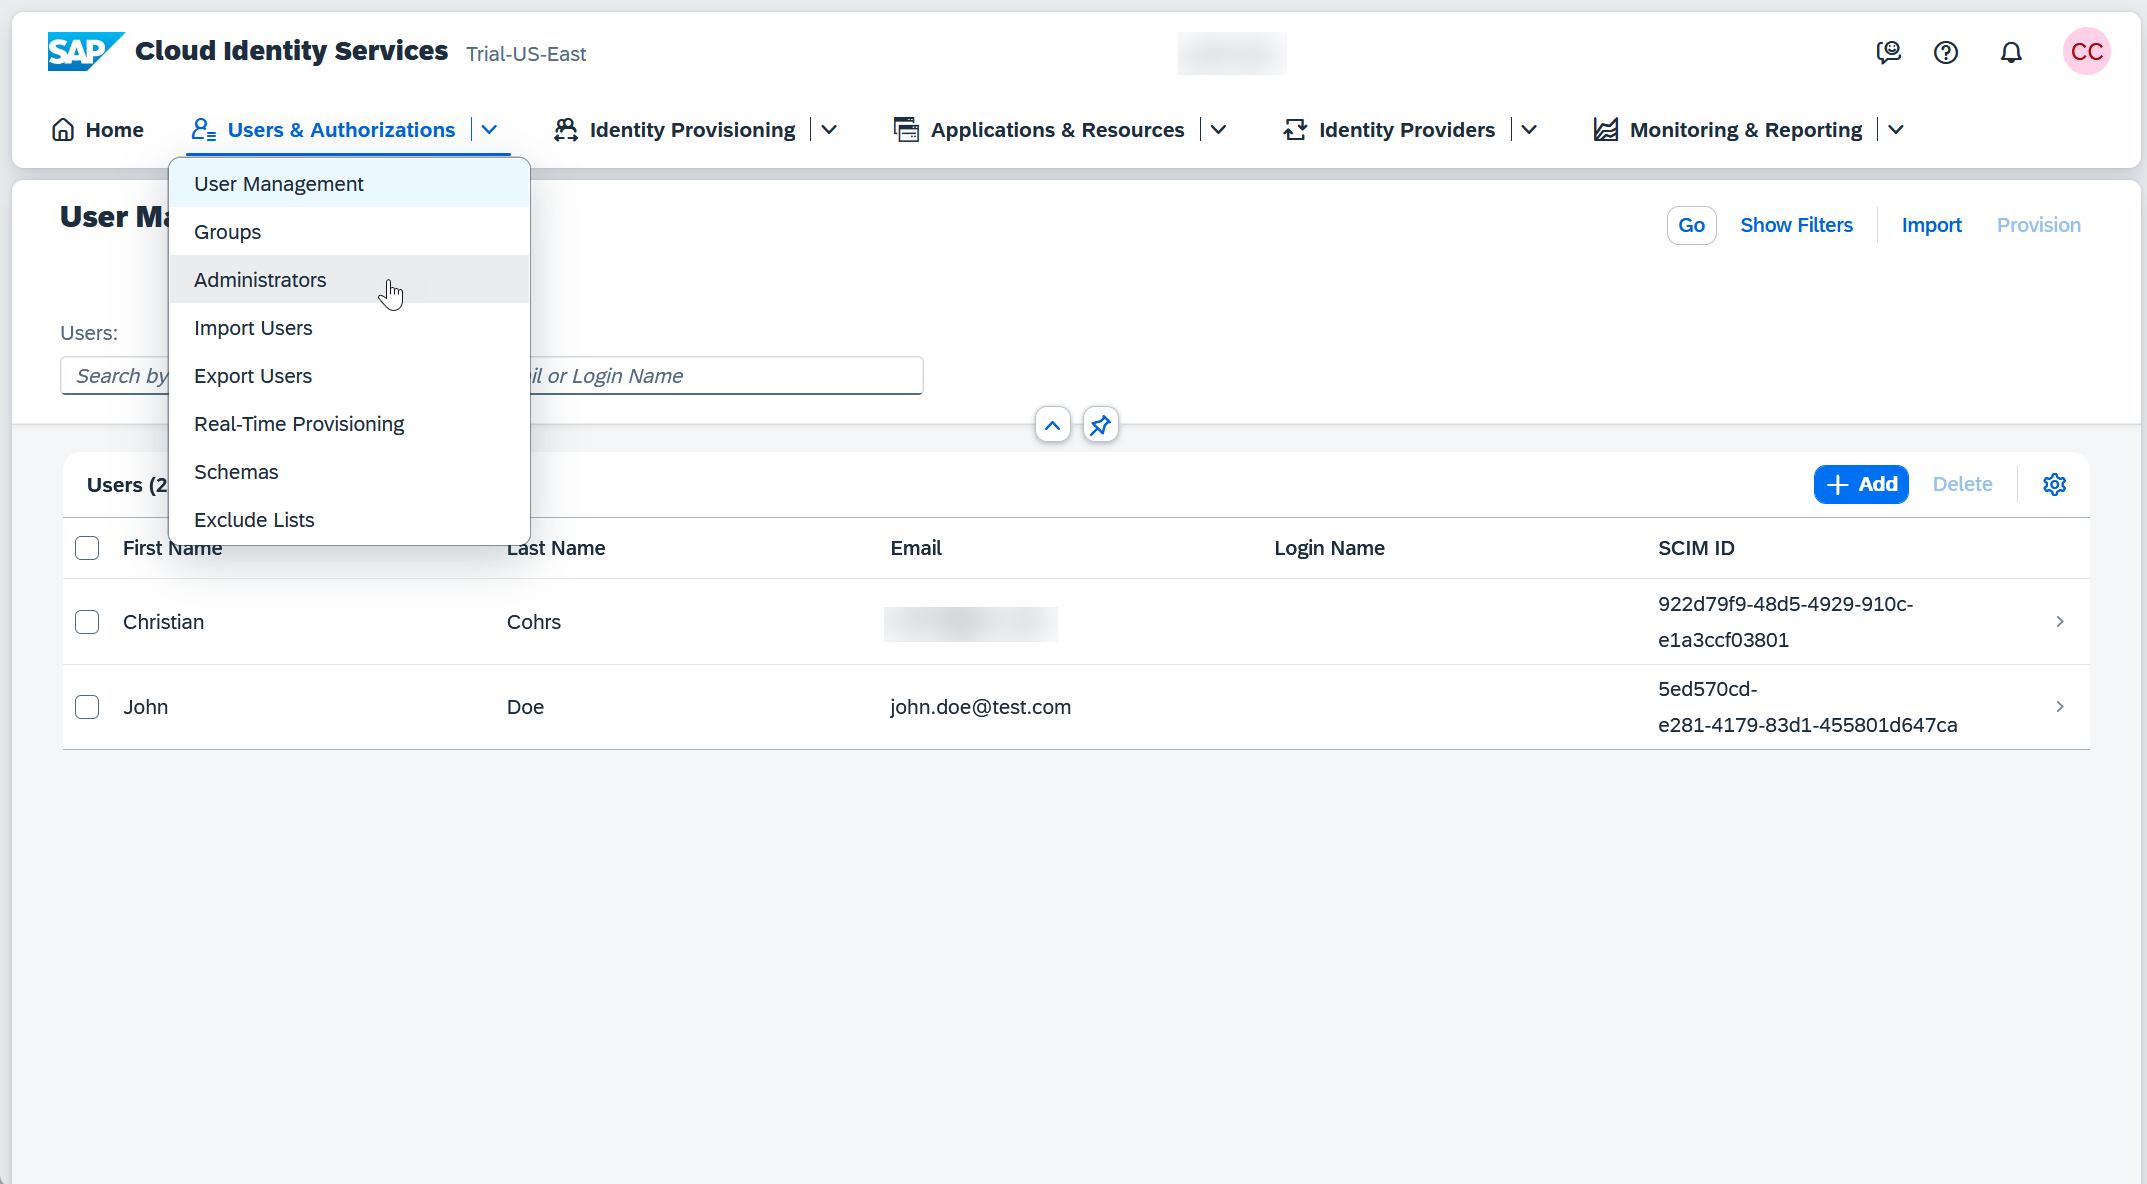 SAP Cloud Identity Services Trial-US-East
CC
Home Users & Authorizations Identity Provisioning Applications & Resources Identity Providers Monitoring & Reporting
User Management
Groups
Administrators
Import Users
Export Users
Real-Time Provisioning
Schemas
Exclude Lists
User Ma
Go Show Filters Import Provision
Users:
Search by il or Login Name
Users (2
Add Delete
First Name Last Name Email Login Name SCIM ID
Christian Cohrs 922d79f9-48d5-4929-910c-
e1a3ccf03801
John Doe john.doe@test.com 5ed570cd-
e281-4179-83d1-455801d647ca